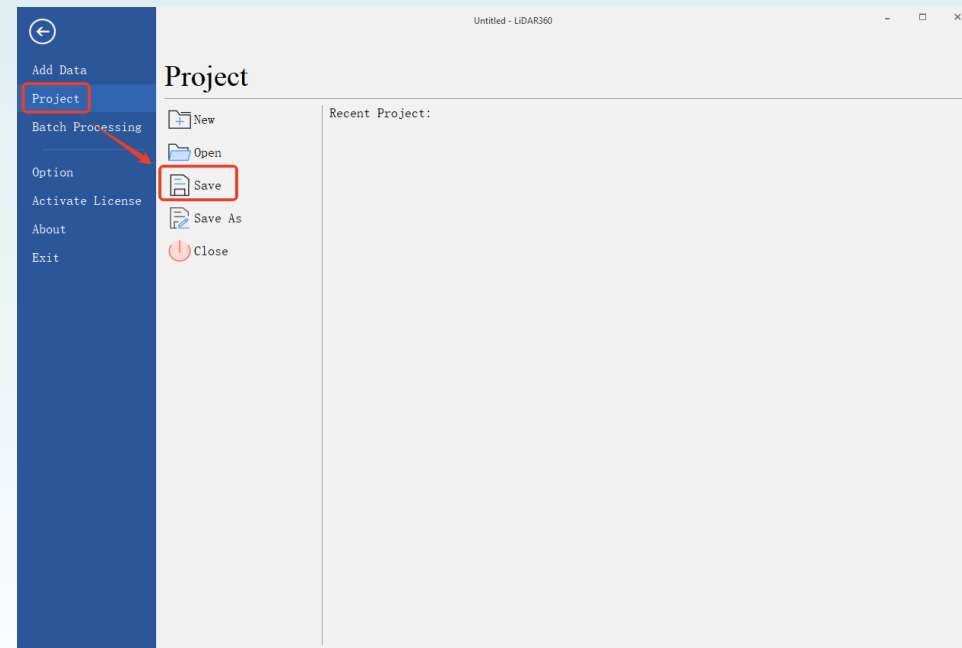 Untitled - LiDAR360
Add Data
Project
Batch Processing
Option
Activate License
About
Exit
Project
New
Open
Save
Save As
Close
Recent Project: